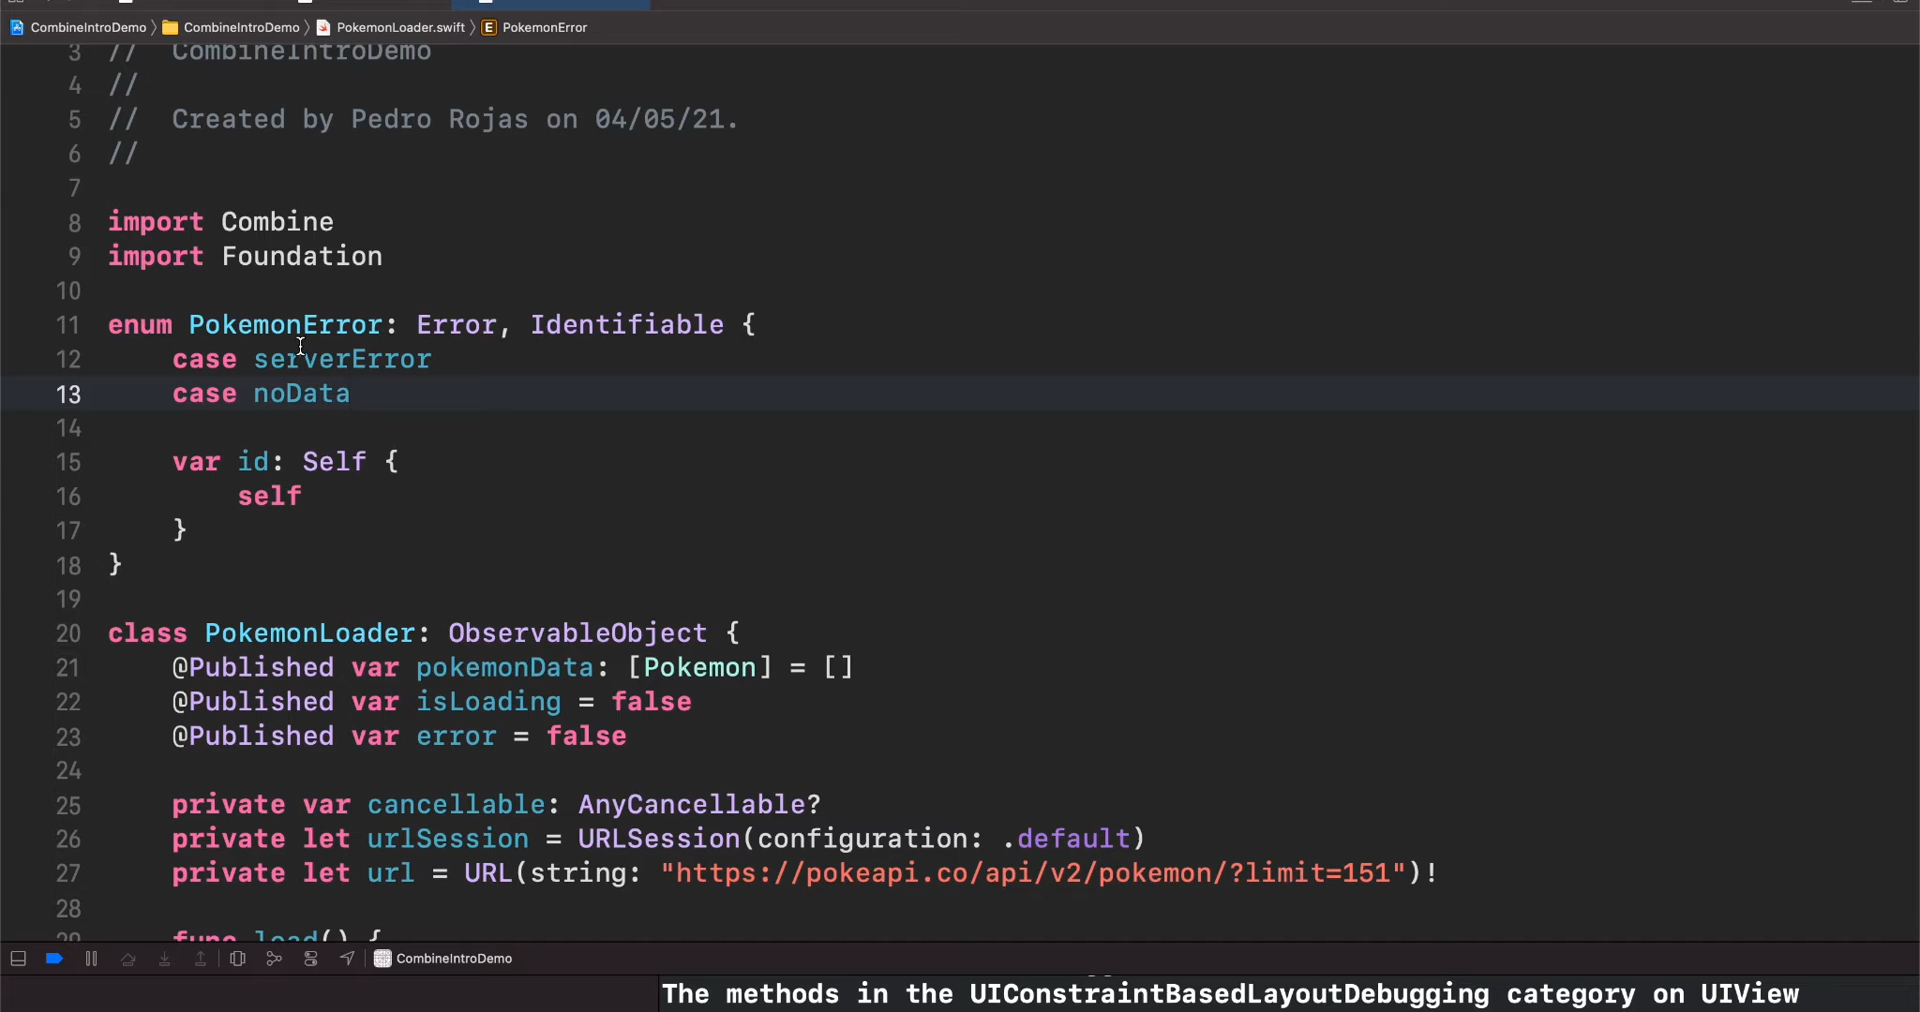 CombineIntroDemo > CombineIntroDemo > PokemonLoader.swift > E PokemonError
3 // CombineIntroDemo
4 //
5 // Created by Pedro Rojas on 04/05/21.
6 //
7
8 import Combine
9 import Foundation
10
11 enum PokemonError: Error, Identifiable {
12 case serverError
13 case noData
14
15 var id: Self {
16 self
17 }
18 }
19
20 class PokemonLoader: ObservableObject {
21 @Published var pokemonData: [Pokemon] = []
22 @Published var isLoading = false
23 @Published var error = false
24
25 private var cancellable: AnyCancellable?
26 private let urlSession = URLSession(configuration: .default)
27 private let url = URL(string: "https://pokeapi.co/api/v2/pokemon/?limit=151")!
28
29 func load() {
CombineIntroDemo
The methods in the UIConstraintBasedLayoutDebugging category on UIView